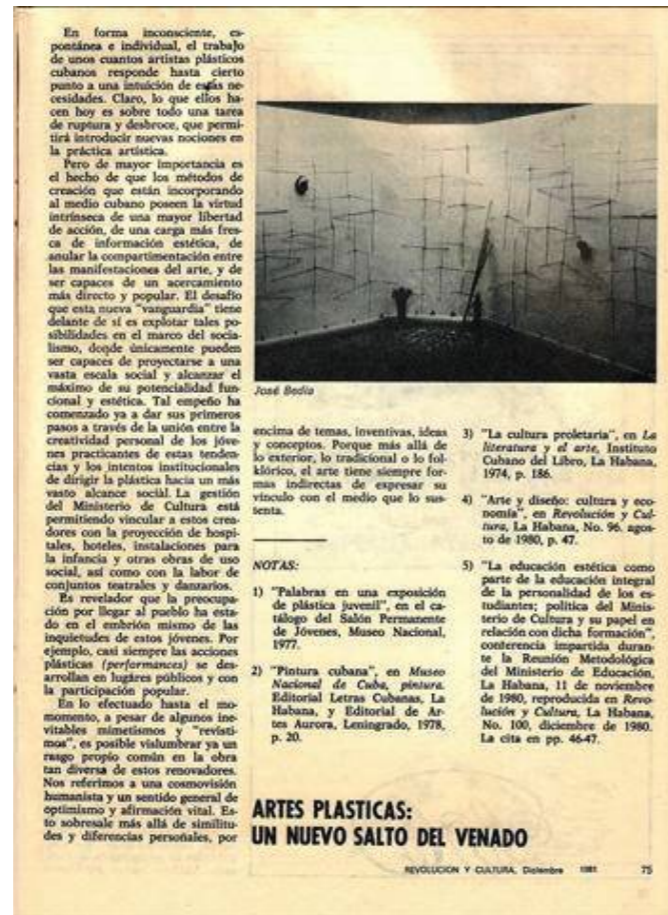 En forma inconsciente, es-
pontánea e individual, el trabajo
de unos cuantos artistas plásticos
cubanos responde hasta cierto
punto a una intuición de estas ne-
cesidades. Claro, lo que ellos ha-
cen hoy es sobre todo una tarea
de ruptura y desbroce, que permi-
tirá introducir nuevas nociones en
la práctica artística.
Pero de mayor importancia es
el hecho de que los métodos de
creación que están incorporando
al medio cubano poseen la virtud
intrínseca de una mayor libertad
de acción, de una carga más fres-
ca de información estética, de
anular la compartimentación entre
las manifestaciones del arte, y de
ser capaces de un acercamiento
más directo y popular. El desafío
que esta nueva "vanguardia" tiene
delante de sí es explotar tales po-
sibilidades en el marco del socia-
lismo, donde únicamente pueden
ser capaces de proyectarse a una
vasta escala social y alcanzar el
máximo de su potencialidad fun-
cional y estética. Tal empeño ha
comenzado ya a dar sus primeros
pasos a través de la unión entre la
creatividad personal de los jóve-
nes practicantes de estas tenden-
cias y los intentos institucionales
de dirigir la plástica hacia un más
vasto alcance social. La gestión
del Ministerio de Cultura está
permitiendo vincular a estos crea-
dores con la proyección de hospi-
tales, hoteles, instalaciones para
la infancia y otras obras de uso
social, así como con la labor de
conjuntos teatrales y danzarios.
Es revelador que la preocupa-
ción por llegar al pueblo ha esta-
do en el embrión mismo de las
inquietudes de estos jóvenes. Por
ejemplo, casi siempre las acciones
plásticas (performances) se des-
arrollan en lugares públicos y con
la participación popular.
En lo efectuado hasta el mo-
momento, a pesar de algunos ine-
vitables mimetismos y "revisti-
mos", es posible vislumbrar ya un
rasgo propio común en la obra
tan diversa de estos renovadores.
Nos referimos a una cosmovisión
humanista y un sentido general de
optimismo y afirmación vital. Es-
to sobresale más allá de similitu-
des y diferencias personales, por
José Bedia
encima de temas, inventivas, ideas
y conceptos. Porque más allá de
lo exterior, lo tradicional o lo fol-
klórico, el arte tiene siempre for-
mas indirectas de expresar su
vínculo con el medio que lo sus-
tenta.
NOTAS:
1) "Palabras en una exposición
de plástica juvenil", en el ca-
tálogo del Salón Permanente
de Jóvenes, Museo Nacional,
1977.
2) "Pintura cubana", en Museo
Nacional de Cuba, pintura.
Editorial Letras Cubanas, La
Habana, y Editorial de Ar-
tes Aurora, Leningrado, 1978,
p. 20.
3) "La cultura proletaria", en La
literatura y el arte, Instituto
Cubano del Libro, La Habana,
1974, p. 186.
4) "Arte y diseño: cultura y eco-
nomía", en Revolución y Cul-
tura, La Habana, No. 96. agos-
to de 1980, p. 47.
5) "La educación estética como
parte de la educación integral
de la personalidad de los es-
tudiantes; política del Minis-
terio de Cultura y su papel en
relación con dicha formación",
conferencia impartida duran-
te la Reunión Metodológica
del Ministerio de Educación,
La Habana, 11 de noviembre
de 1980, reproducida en Revo-
lución y Cultura, La Habana,
No. 100, diciembre de 1980.
La cita en pp. 46-47.
ARTES PLASTICAS:
UN NUEVO SALTO DEL VENADO
REVOLUCION Y CULTURA, Diciembre 1981 75